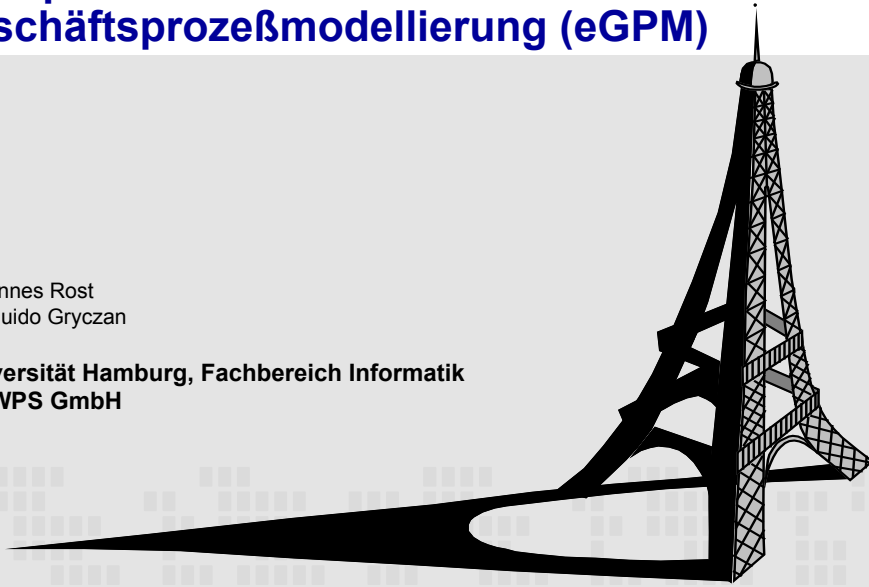 schäftsprozeßmodellierung (eGPM)
nnes Rost
uido Gryczan
versität Hamburg, Fachbereich Informatik
WPS GmbH